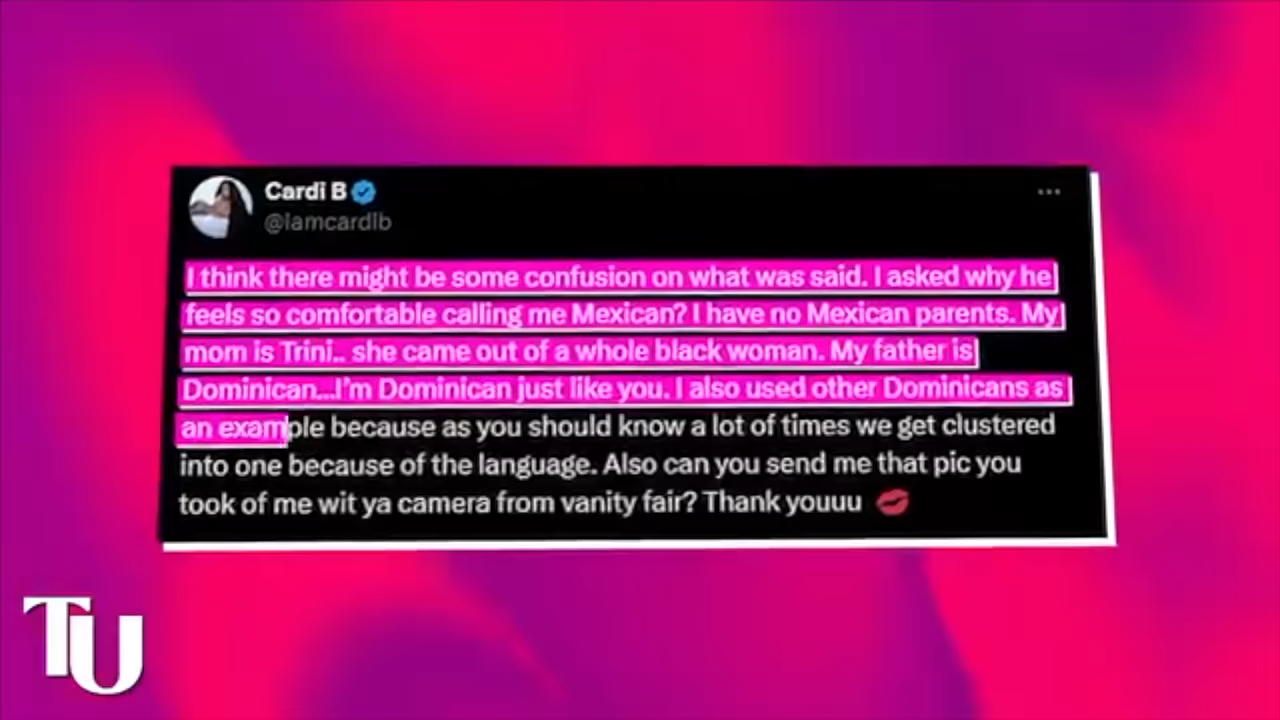 Cardi B
@iamcardib
I think there might be some confusion on what was said. I asked why he
feels so comfortable calling me Mexican? I have no Mexican parents. My
mom is Trini.. she came out of a whole black woman. My father is
Dominican...I'm Dominican just like you. I also used other Dominicans as
an example because as you should know a lot of times we get clustered
into one because of the language. Also can you send me that pic you
took of me wit ya camera from vanity fair? Thank youuu 💋
TU